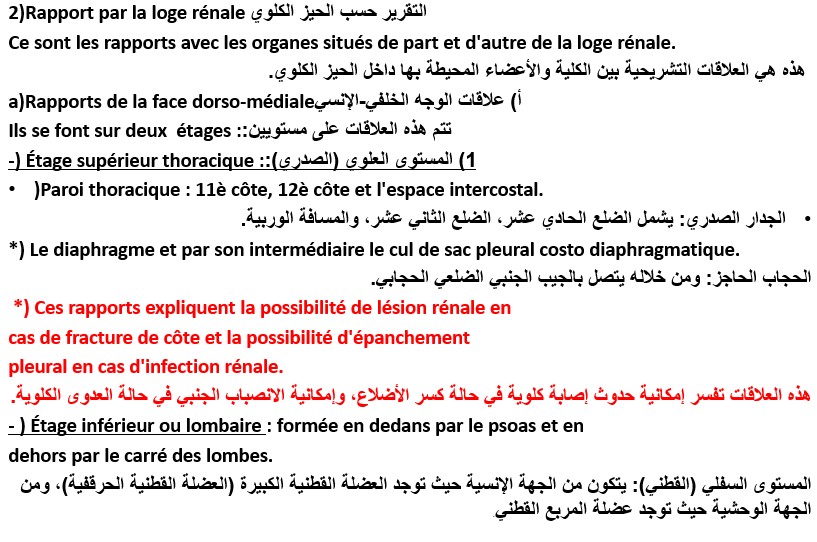 2)Rapport par la loge rénale التقرير حسب الحيز الكلوي
Ce sont les rapports avec les organes situés de part et d'autre de la loge rénale.
هذه هي العلاقات التشريحية بين الكلية والأعضاء المحيطة بها داخل الحيز الكلوي.
a)Rapports de la face dorso-médiale أ) علاقات الوجه الخلفي-الإنسي
Ils se font sur deux étages:: تتم هذه العلاقات على مستويين
-) Étage supérieur thoracique :: 1) المستوى العلوي (الصدري):
• )Paroi thoracique : 11è côte, 12è côte et l'espace intercostal.
• الجدار الصدري: يشمل الضلع الحادي عشر، الضلع الثاني عشر، والمسافة الوربية.
*) Le diaphragme et par son intermédiaire le cul de sac pleural costo diaphragmatique.
الحجاب الحاجز: ومن خلاله يتصل بالجيب الجنبي الضلعي الحجابي.
*) Ces rapports expliquent la possibilité de lésion rénale en
cas de fracture de côte et la possibilité d'épanchement
pleural en cas d'infection rénale.
هذه العلاقات تفسر إمكانية حدوث إصابة كلوية في حالة كسر الأضلاع، وإمكانية الانصباب الجنبي في حالة العدوى الكلوية.
- ) Étage inférieur ou lombaire : formée en dedans par le psoas et en
dehors par le carré des lombes.
المستوى السفلي (القطني): يتكون من الجهة الإنسية حيث توجد العضلة القطنية الكبيرة (العضلة القطنية الحرقفية)، ومن
الجهة الوحشية حيث توجد عضلة المربع القطني